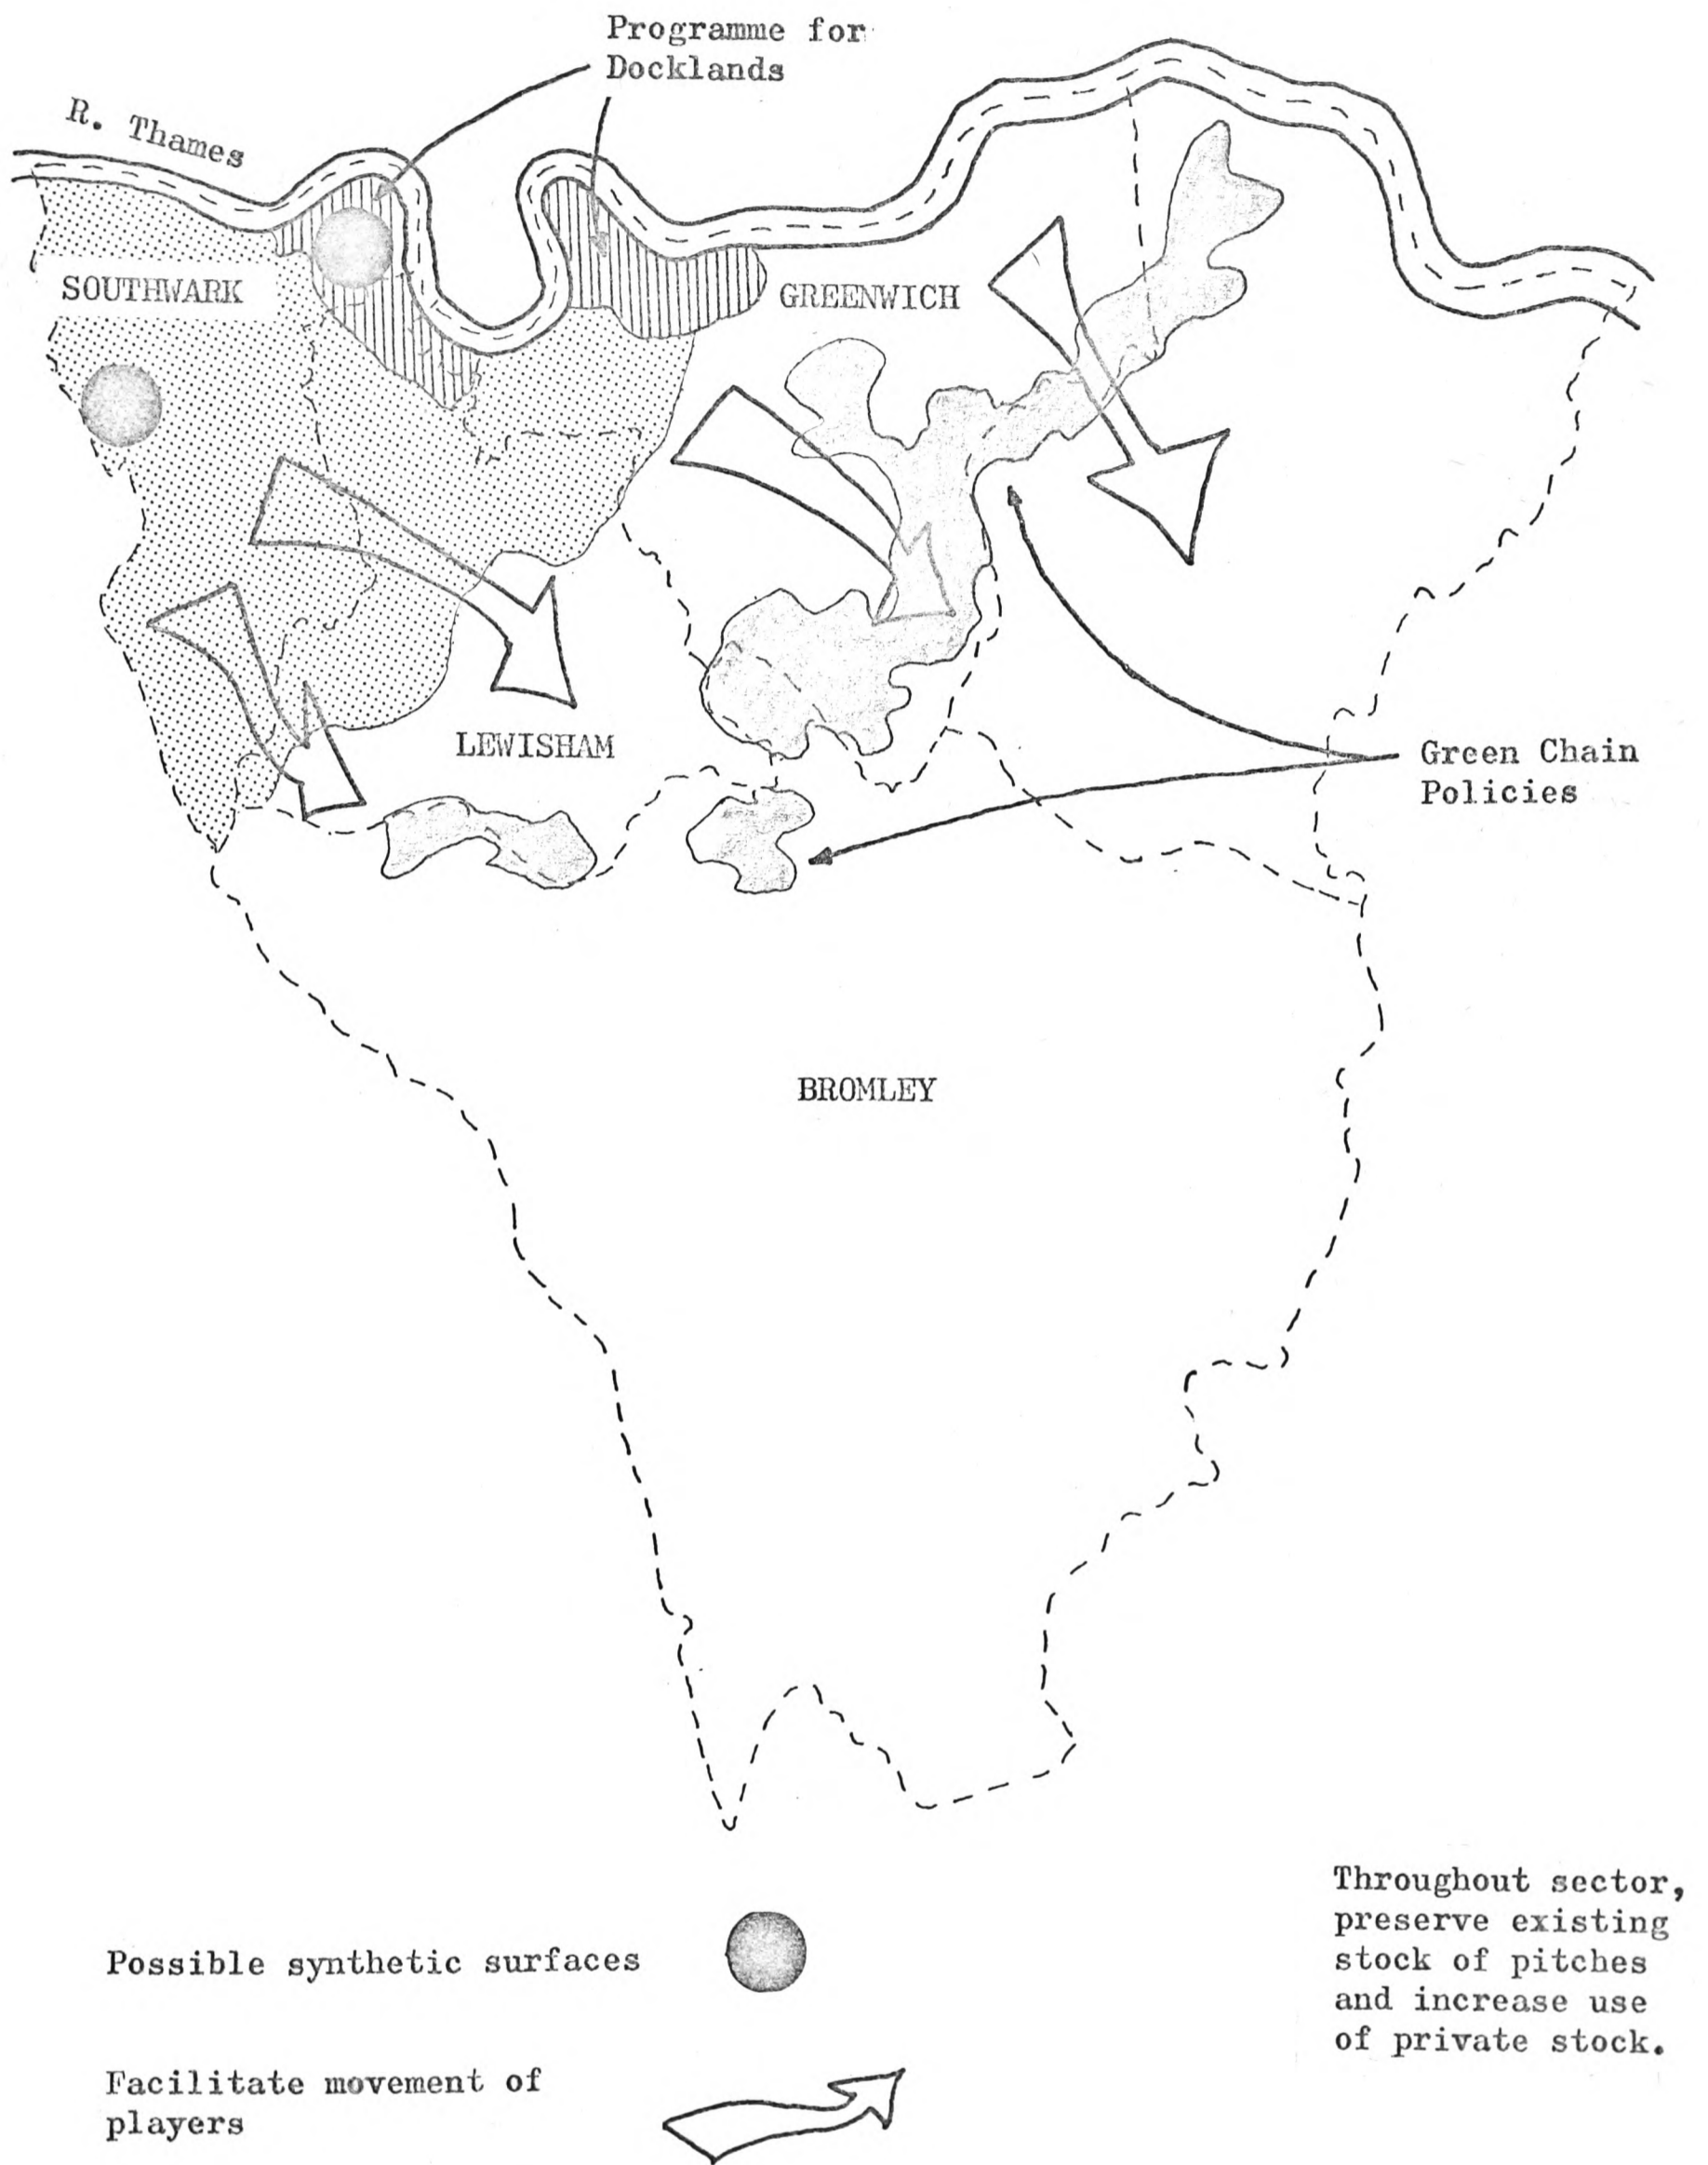 Programme for
Docklands
R. Thames
SOUTHWARK
GREENWICH
LEWISHAM
Green Chain
Policies
BROMLEY
Possible synthetic surfaces
Throughout sector,
preserve existing
stock of pitches
and increase use
of private stock.
Facilitate movement of
players